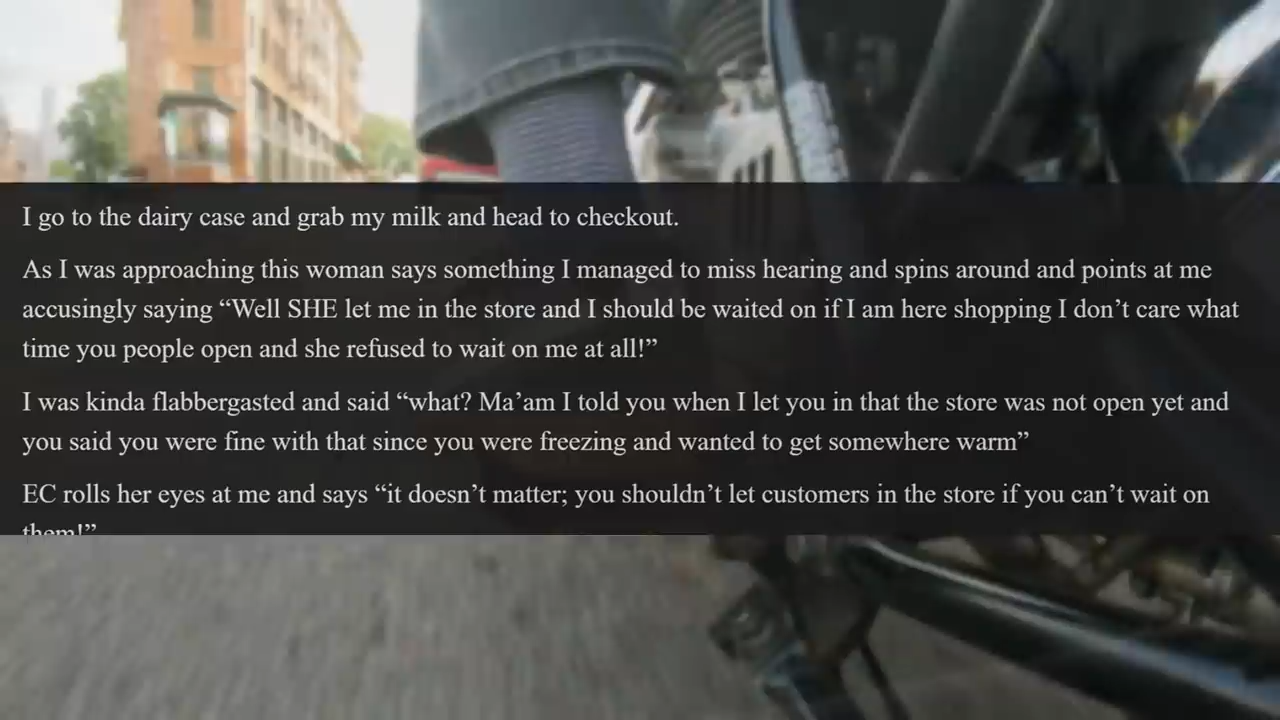 I go to the dairy case and grab my milk and head to checkout.
As I was approaching this woman says something I managed to miss hearing and spins around and points at me
accusingly saying “Well SHE let me in the store and I should be waited on if I am here shopping I don’t care what
time you people open and she refused to wait on me at all!”
I was kinda flabbergasted and said “what? Ma’am I told you when I let you in that the store was not open yet and
you said you were fine with that since you were freezing and wanted to get somewhere warm”
EC rolls her eyes at me and says “it doesn’t matter; you shouldn’t let customers in the store if you can’t wait on
them!”